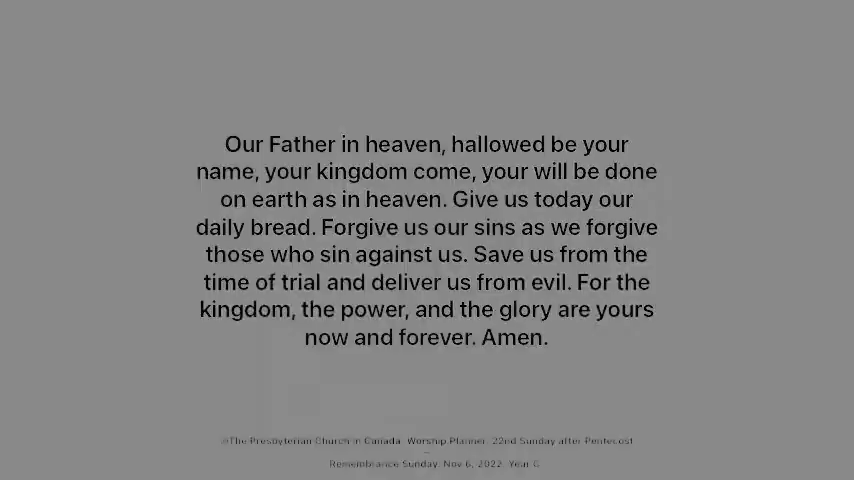 Our Father in heaven, hallowed be your
name, your kingdom come, your will be done
on earth as in heaven. Give us today our
daily bread. Forgive us our sins as we forgive
those who sin against us. Save us from the
time of trial and deliver us from evil. For the
kingdom, the power, and the glory are yours
now and forever. Amen.
©The Presbyterian Church in Canada. Worship Planner. 22nd Sunday after Pentecost
–
Remembrance Sunday. Nov 6, 2022. Year C